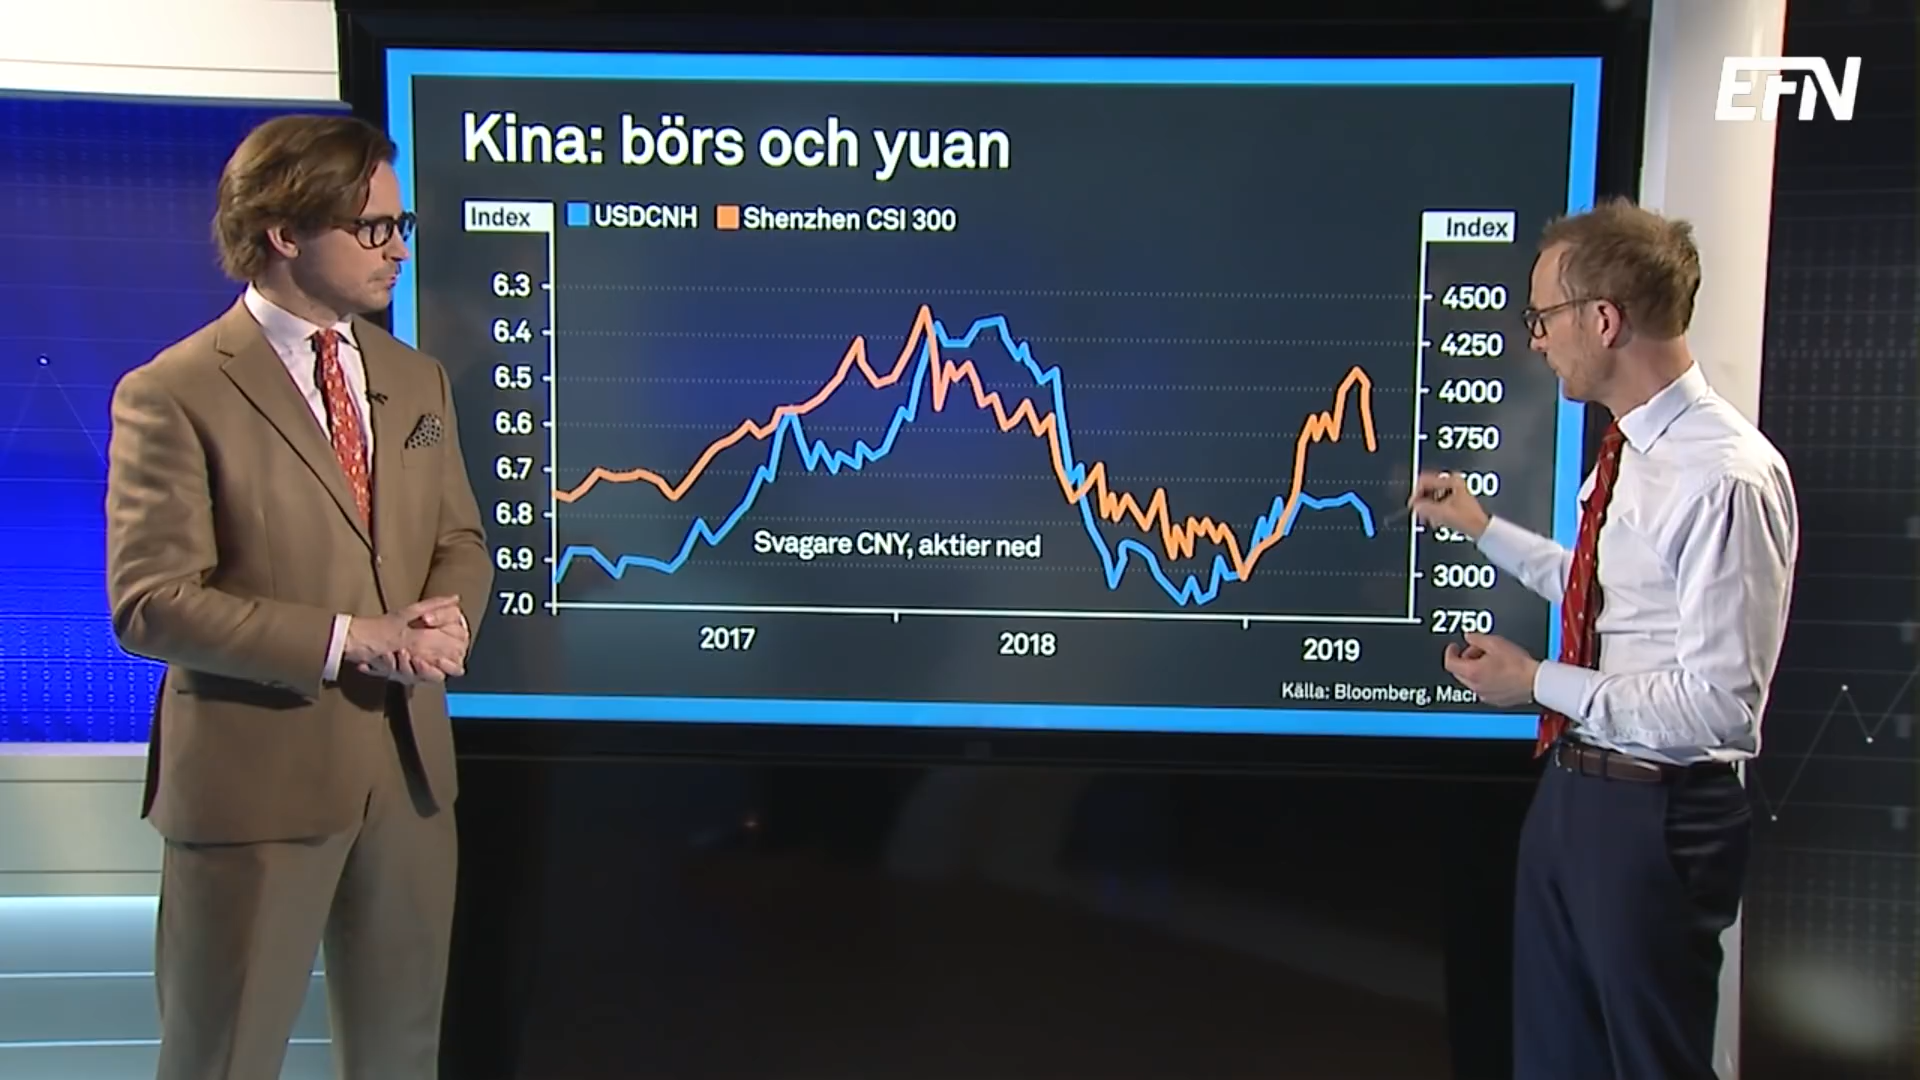 EFN
Kina: börs och yuan
Index USDCNH Shenzhen CSI 300 Index
6.3
6.4
6.5
6.6
6.7
6.8
6.9
7.0
4500
4250
4000
3750
3000
2750
Svagare CNY, aktier ned
2017 2018 2019
Källa: Bloomberg,